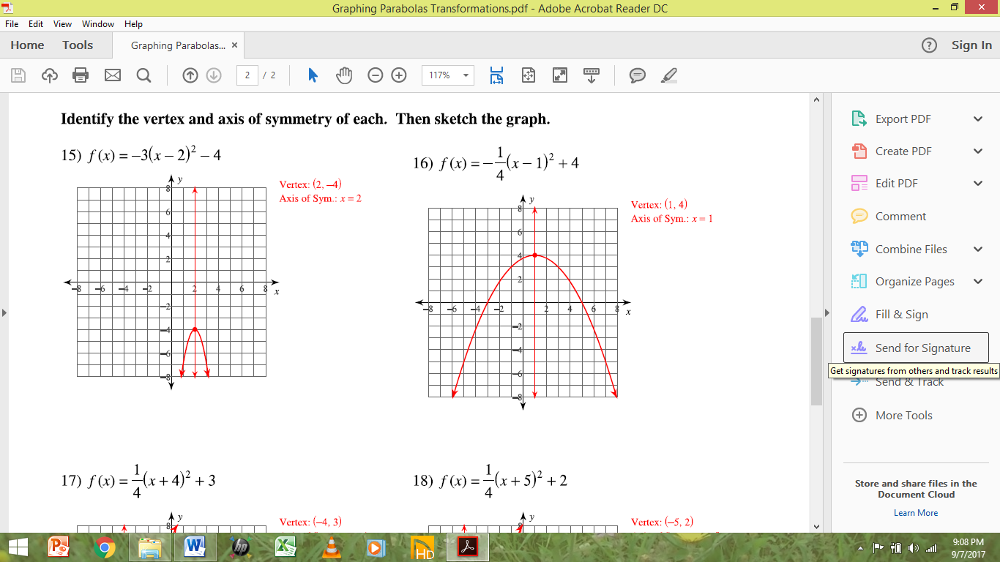 Graphing Parabolas Transformations.pdf - Adobe Acrobat Reader DC
File Edit View Window Help
Home Tools Graphing Parabolas... × Sign In
2 / 2 117%
Identify the vertex and axis of symmetry of each. Then sketch the graph.
15) f (x) = −3(x − 2)² − 4
Vertex: (2, −4)
Axis of Sym.: x = 2
y
8
6
4
2
−8 −6 −4 −2 2 4 6 8 x
−2
−4
−6
−8
16) f (x) = −1/4(x − 1)² + 4
Vertex: (1, 4)
Axis of Sym.: x = 1
y
8
6
4
2
−8 −6 −4 −2 2 4 6 8 x
−2
−4
−6
−8
17) f (x) = 1/4(x + 4)² + 3
y
8
Vertex: (−4, 3)
18) f (x) = 1/4(x + 5)² + 2
y
8
Vertex: (−5, 2)
Export PDF
Create PDF
Edit PDF
Comment
Combine Files
Organize Pages
Fill & Sign
Send for Signature
Get signatures from others and track results
Send & Track
More Tools
Store and share files in the
Document Cloud
Learn More
HD
9:08 PM
9/7/2017